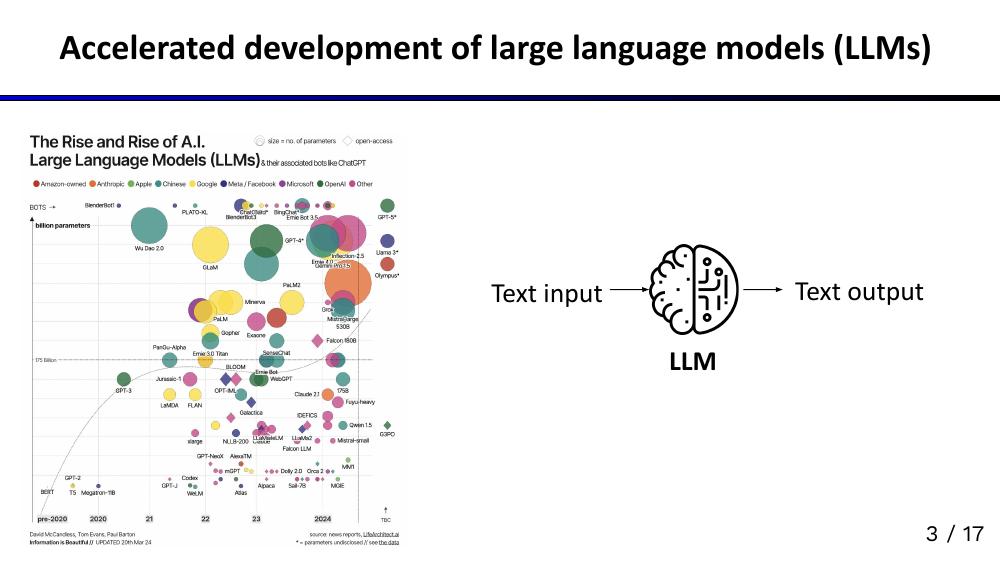 Accelerated development of large language models (LLMs)
The Rise and Rise of A.I.
Large Language Models (LLMs) & their associated bots like ChatGPT
size = no. of parameters
open-access
Amazon-owned Anthropic Apple Chinese Google Meta / Facebook Microsoft OpenAI Other
BOTS →
BlenderBot1
PLATO-XL
BlenderBot3
BingChat*
Ernie Bot 3.5
GPT-5*
billion parameters
Wu Dao 2.0
GLaM
GPT-4*
Inflection-2.5
Gemini Pro 1.5
Llama 3*
Olympus*
PaLM2
Minerva
PaLM
Mistral-large
530B
Gopher
Exaone
Falcon 180B
PanGu-Alpha
Ernie 3.0 Titan
SenseChat
175 Billion
BLOOM
Ernie Bot
Jurassic-1
WebGPT
GPT-3
OPT-IML
175B
Claude 2.1
Fuyu-heavy
LaMDA
FLAN
Galactica
IDEFICS
Qwen 1.5
G3PO
xlarge
NLLB-200
LLaMa2
Mistral-small
Falcon LLM
GPT-NeoX
AlexaTM
MM1
mGPT
Dolly 2.0
Orca 2
GPT-2
GPT-J
Codex
BERT
T5
Megatron-11B
WeLM
Atlas
Alpaca
Sail-7B
MGIE
pre-2020 2020 21 22 23 2024
TBC
David McCandless, Tom Evans, Paul Barton
Information is Beautiful // UPDATED 20th Mar 24
source: news reports, LifeArchitect.ai
* = parameters undisclosed // see the data
Text input
Text output
LLM
3 / 17